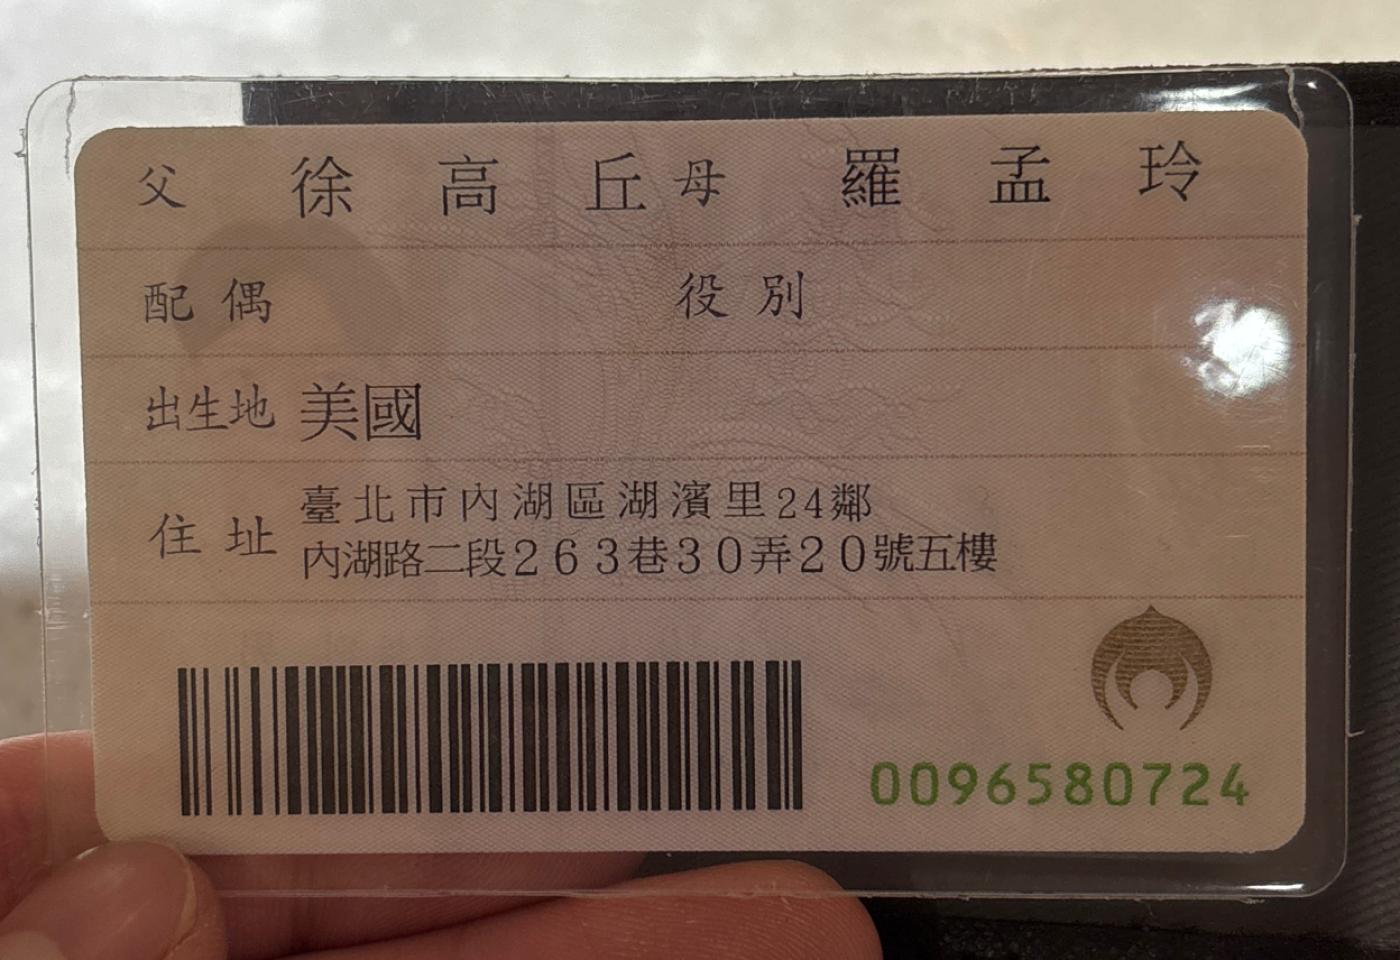 父 徐高丘 母 羅孟玲
配偶 役別
出生地 美國
住址 臺北市內湖區湖濱里24鄰
內湖路二段263巷30弄20號五樓
0096580724